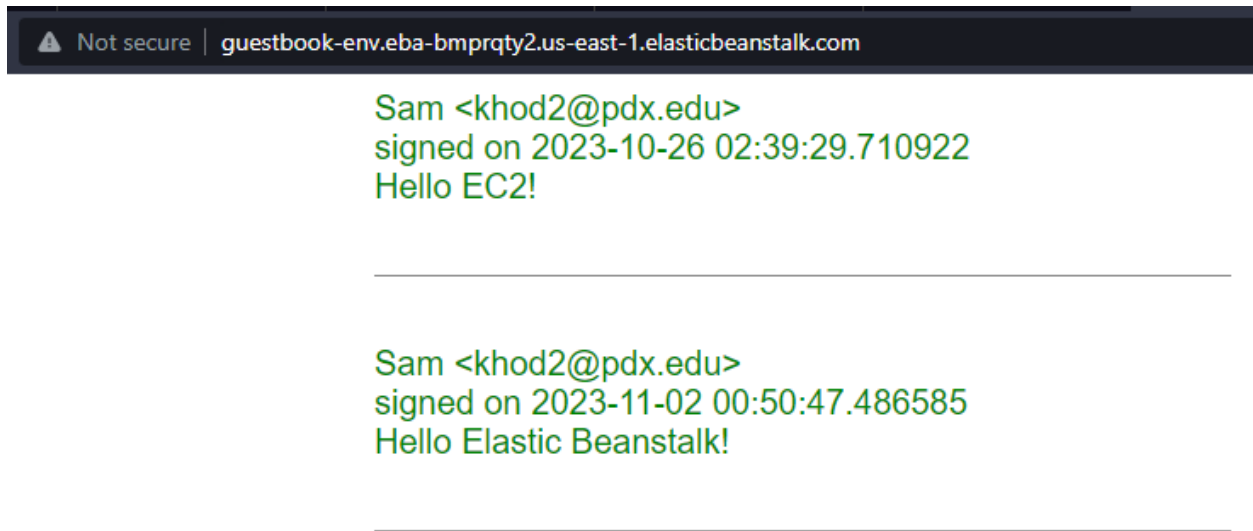 Not secure guestbook-env.eba-bmprqty2.us-east-1.elasticbeanstalk.com
Sam <khod2@pdx.edu>
signed on 2023-10-26 02:39:29.710922
Hello EC2!
Sam <khod2@pdx.edu>
signed on 2023-11-02 00:50:47.486585
Hello Elastic Beanstalk!